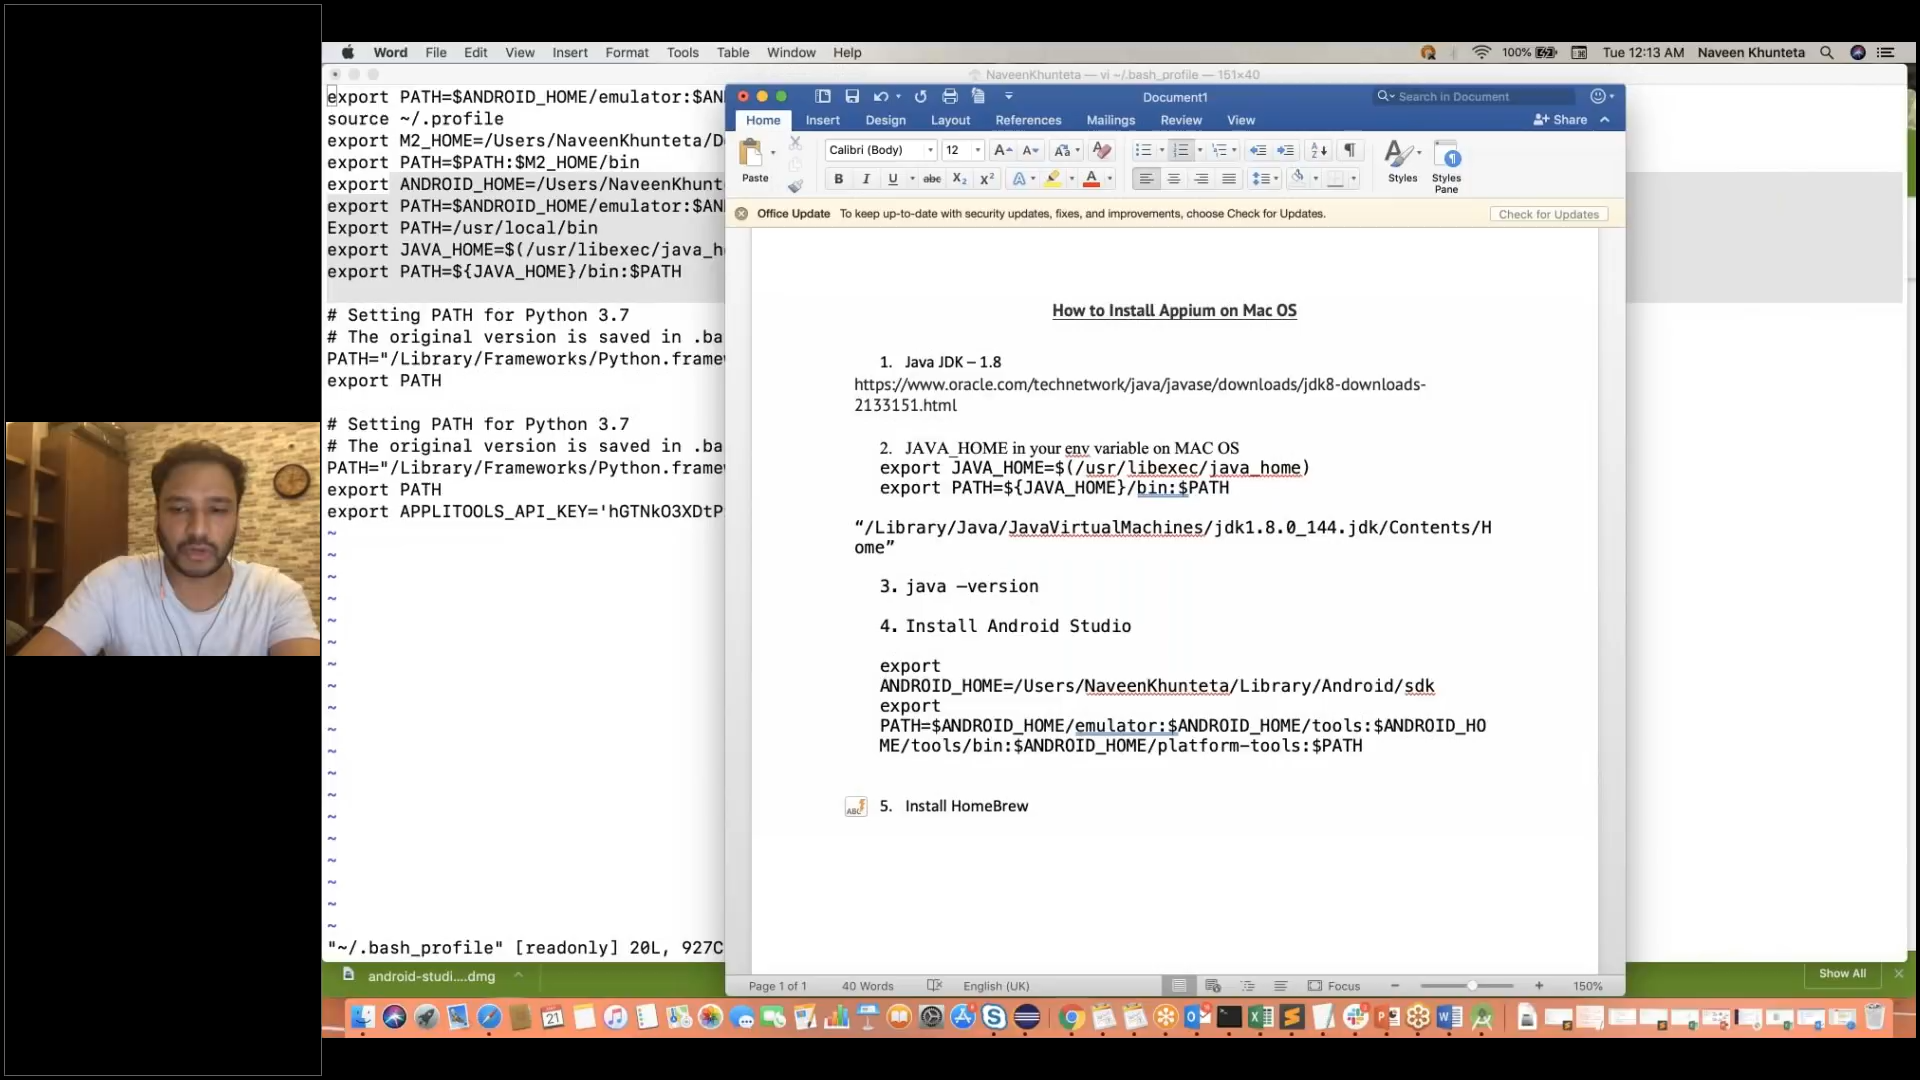 Word File Edit View Insert Format Tools Table Window Help 100% Tue 12:13 AM Naveen Khunteta
NaveenKhunteta — vi ~/.bash_profile — 151×40
export PATH=$ANDROID_HOME/emulator:$AN
source ~/.profile
export M2_HOME=/Users/NaveenKhunteta/D
export PATH=$PATH:$M2_HOME/bin
export ANDROID_HOME=/Users/NaveenKhunt
export PATH=$ANDROID_HOME/emulator:$AN
Export PATH=/usr/local/bin
export JAVA_HOME=$(/usr/libexec/java_h
export PATH=${JAVA_HOME}/bin:$PATH
# Setting PATH for Python 3.7
# The original version is saved in .ba
PATH="/Library/Frameworks/Python.frame
export PATH
# Setting PATH for Python 3.7
# The original version is saved in .ba
PATH="/Library/Frameworks/Python.frame
export PATH
export APPLITOOLS_API_KEY='hGTNkO3XDtP
"~/.bash_profile" [readonly] 20L, 927C
android-studi....dmg
Show All
Document1
Search in Document
Home Insert Design Layout References Mailings Review View Share
Paste
Calibri (Body) 12
Styles
Styles Pane
Office Update To keep up-to-date with security updates, fixes, and improvements, choose Check for Updates. Check for Updates
How to Install Appium on Mac OS
1. Java JDK – 1.8
https://www.oracle.com/technetwork/java/javase/downloads/jdk8-downloads-
2133151.html
2. JAVA_HOME in your env variable on MAC OS
export JAVA_HOME=$(/usr/libexec/java_home)
export PATH=${JAVA_HOME}/bin:$PATH
“/Library/Java/JavaVirtualMachines/jdk1.8.0_144.jdk/Contents/H
ome”
3. java –version
4. Install Android Studio
export
ANDROID_HOME=/Users/NaveenKhunteta/Library/Android/sdk
export
PATH=$ANDROID_HOME/emulator:$ANDROID_HOME/tools:$ANDROID_HO
ME/tools/bin:$ANDROID_HOME/platform-tools:$PATH
5. Install HomeBrew
Page 1 of 1 40 Words English (UK) Focus 150%